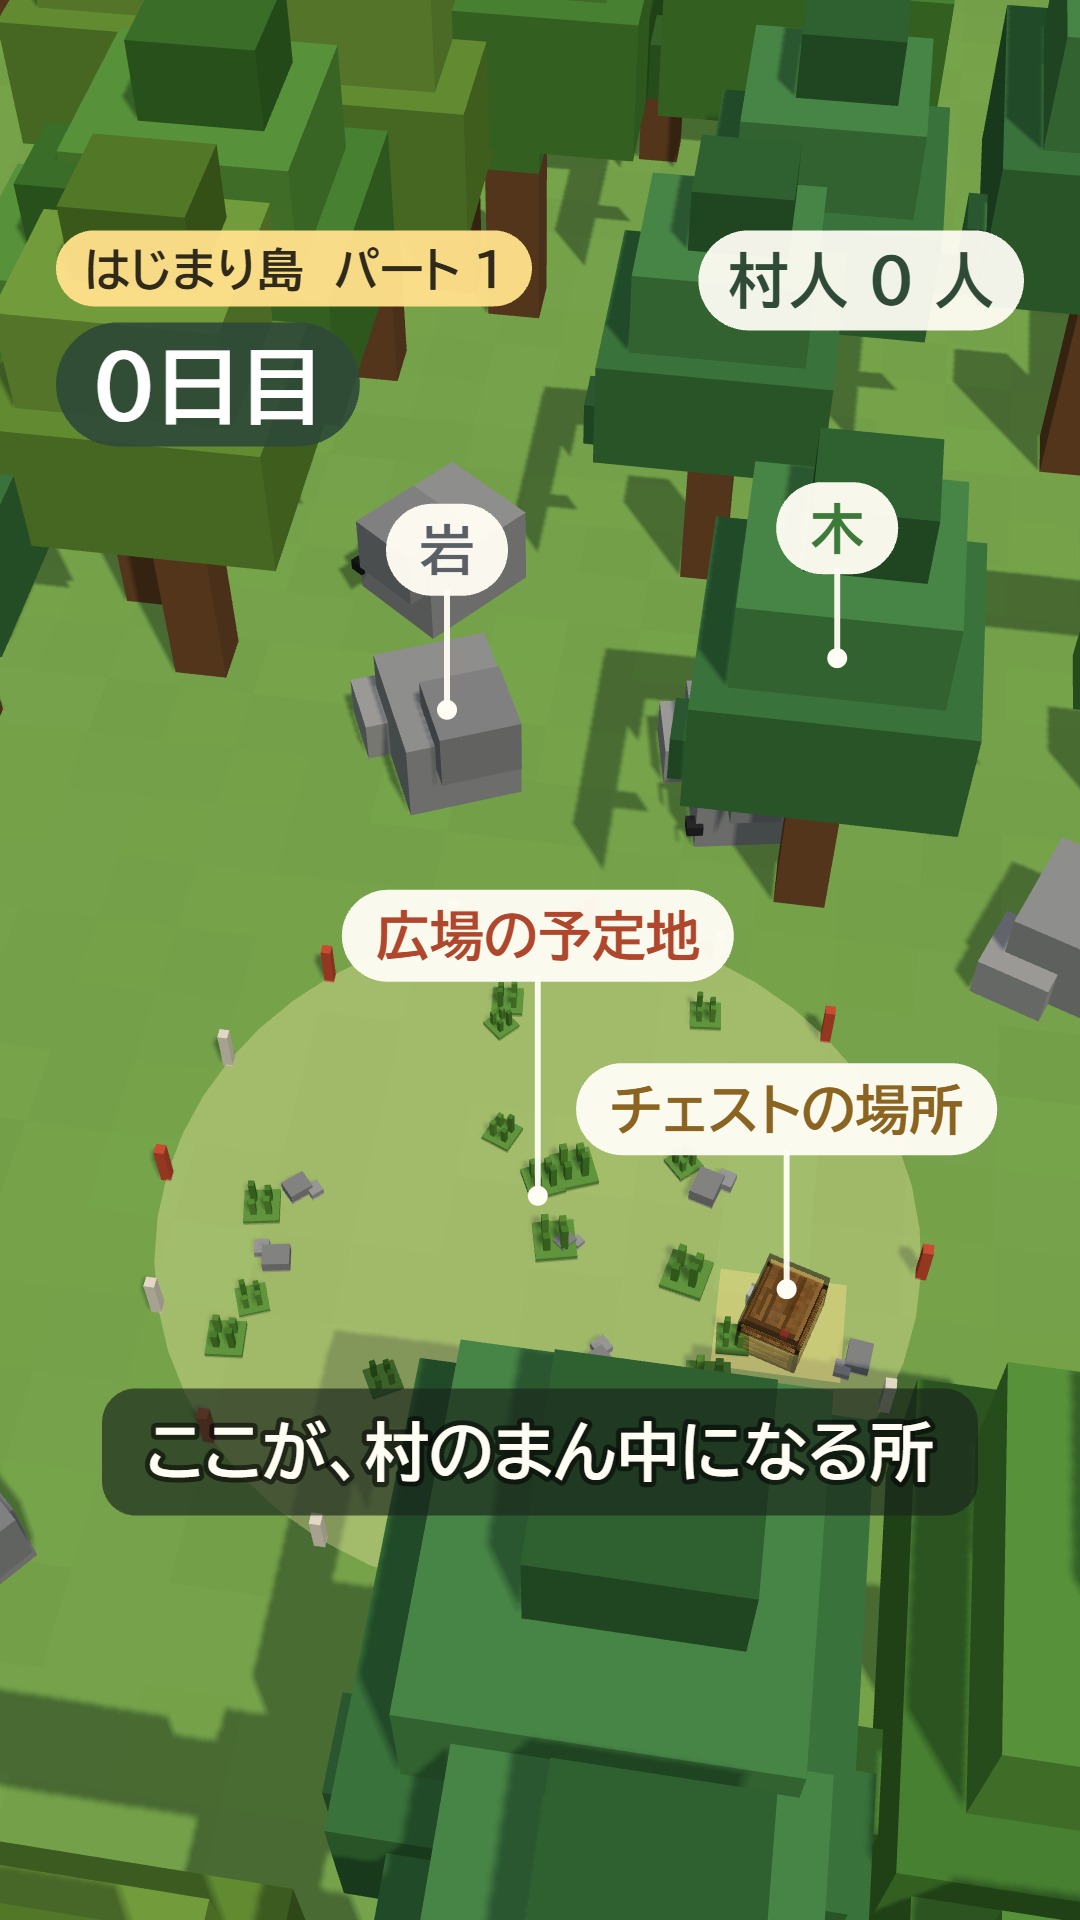 はじまり島 パート 1
村人 0 人
0日目
岩
木
広場の予定地
チェストの場所
ここが、村のまん中になる所